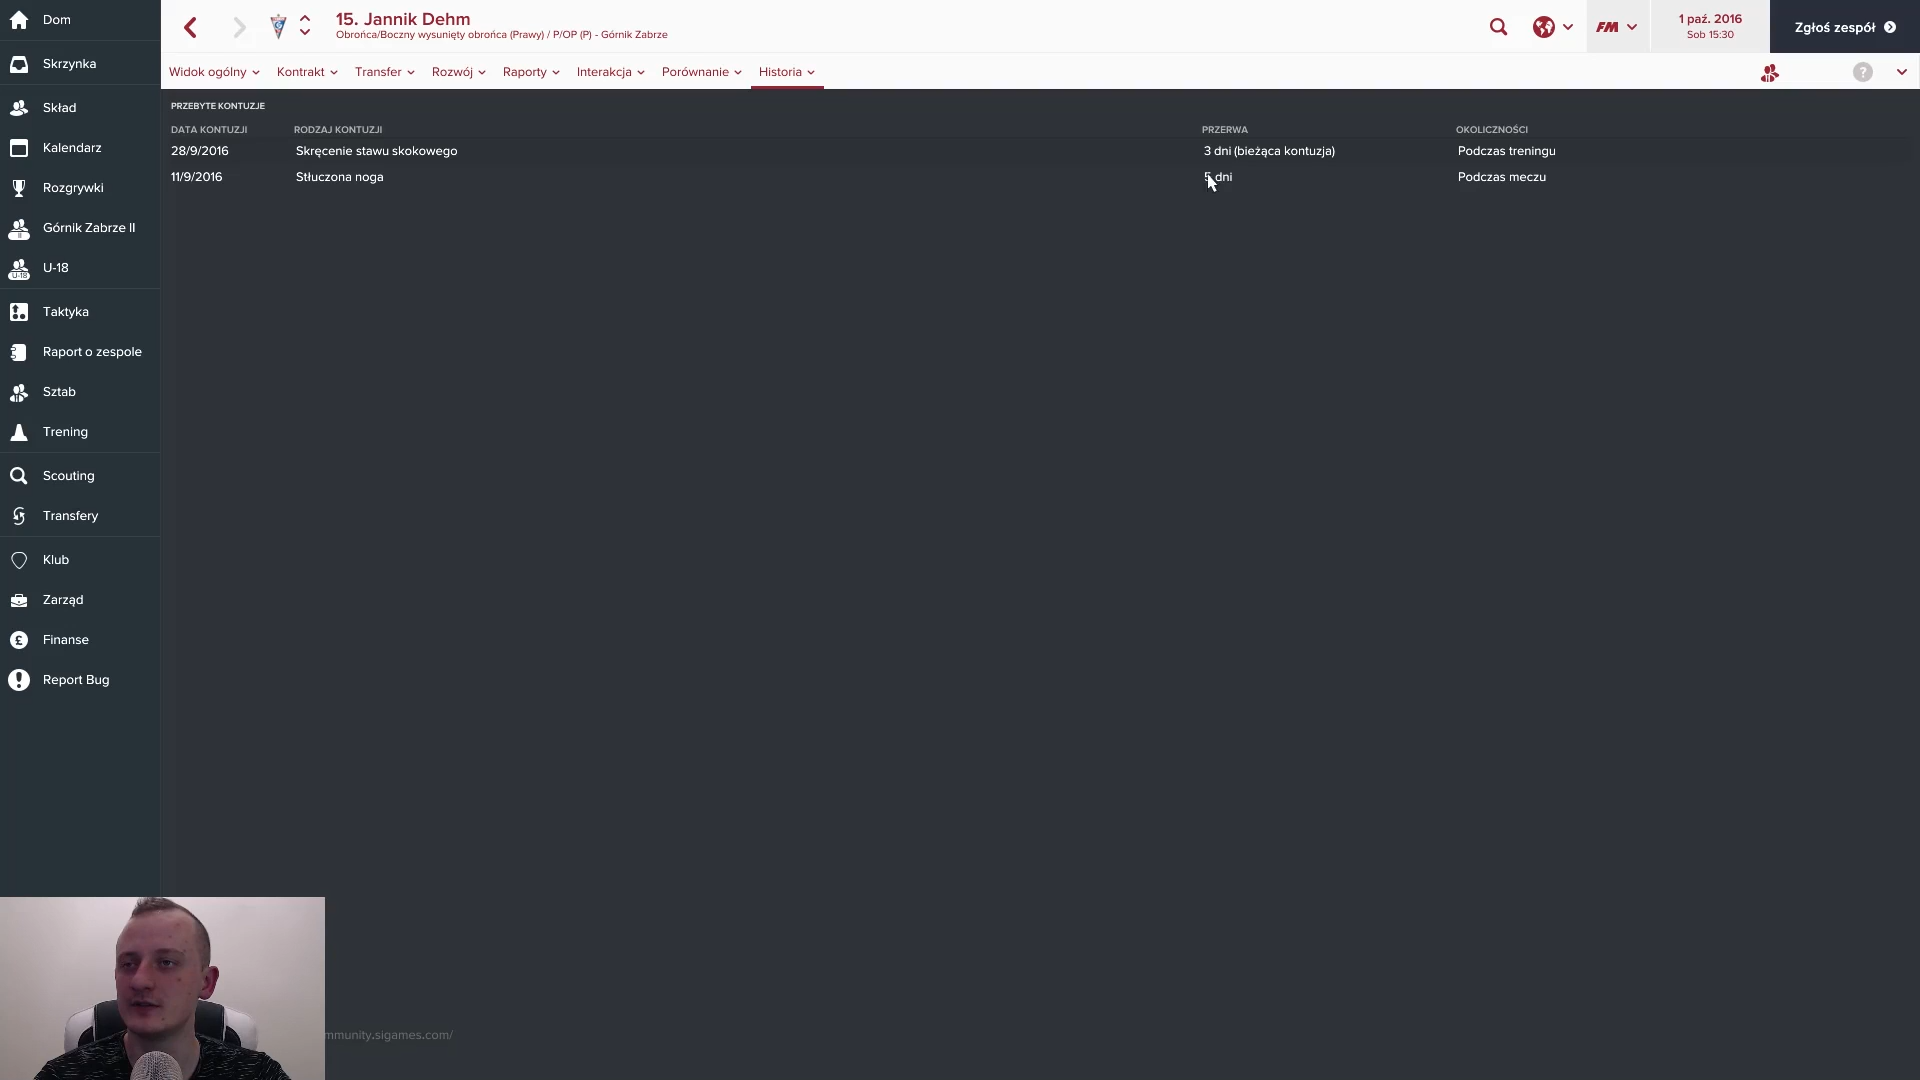 Dom
Skrzynka
Skład
Kalendarz
Rozgrywki
Górnik Zabrze II
U-18
Taktyka
Raport o zespole
Sztab
Trening
Scouting
Transfery
Klub
Zarząd
Finanse
Report Bug
15. Jannik Dehm
Obrońca/Boczny wysunięty obrońca (Prawy) / P/OP (P) - Górnik Zabrze
FM
1 paź. 2016
Sob 15:30
Zgłoś zespół
Widok ogólny Kontrakt Transfer Rozwój Raporty Interakcja Porównanie Historia
PRZEBYTE KONTUZJE
DATA KONTUZJI RODZAJ KONTUZJI PRZERWA OKOLICZNOŚCI
28/9/2016 Skręcenie stawu skokowego 3 dni (bieżąca kontuzja) Podczas treningu
11/9/2016 Stłuczona noga 5 dni Podczas meczu
mmunity.sigames.com/